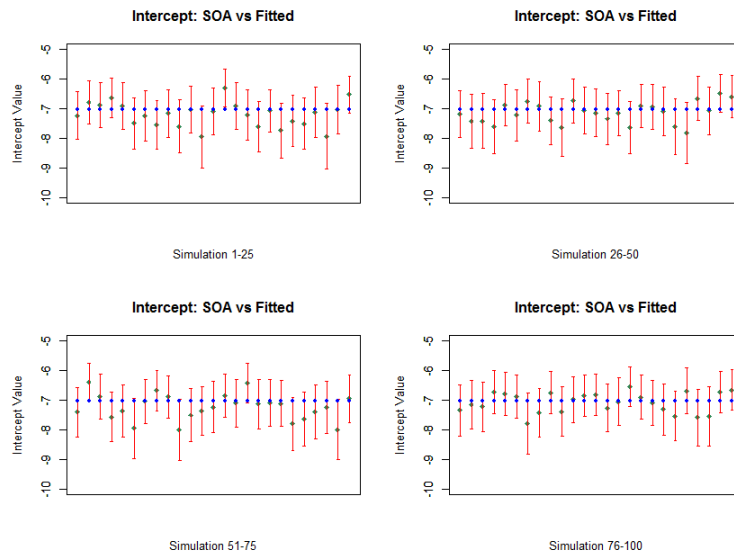 Intercept: SOA vs Fitted
Intercept Value
-5
-6
-7
-8
-9
-10
Simulation 1-25
Intercept: SOA vs Fitted
Intercept Value
-5
-6
-7
-8
-9
-10
Simulation 26-50
Intercept: SOA vs Fitted
Intercept Value
-5
-6
-7
-8
-9
-10
Simulation 51-75
Intercept: SOA vs Fitted
Intercept Value
-5
-6
-7
-8
-9
-10
Simulation 76-100